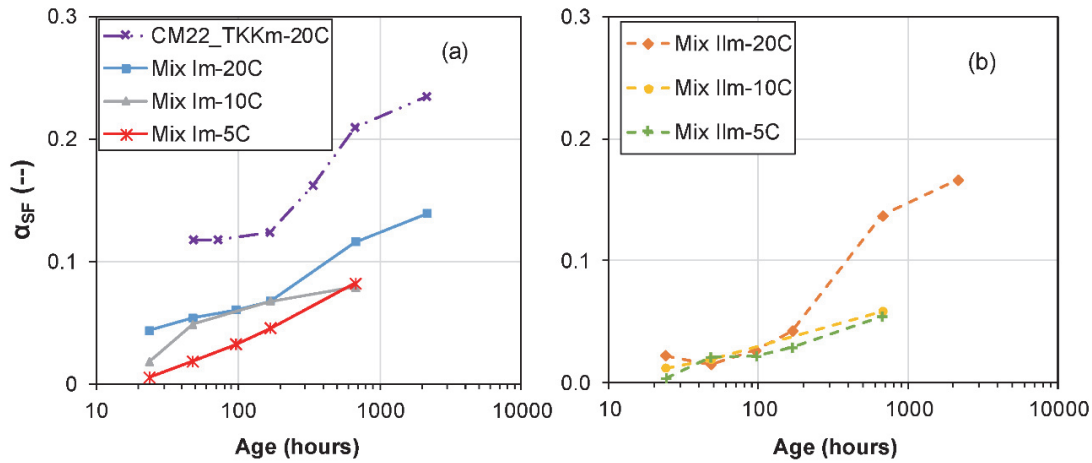 0.3
0.2
0.1
0
αSF (--)
CM22_TKKm-20C
Mix Im-20C
Mix Im-10C
Mix Im-5C
(a)
10 100 1000 10000
Age (hours)
0.3
0.2
0.1
0.0
Mix IIm-20C
Mix IIm-10C
Mix IIm-5C
(b)
10 100 1000 10000
Age (hours)